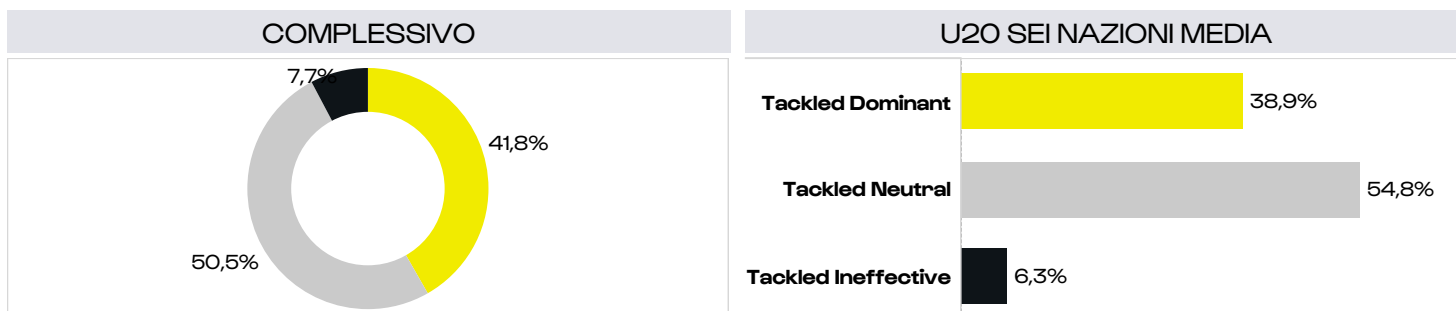 COMPLESSIVO
7,7%
41,8%
50,5%
U20 SEI NAZIONI MEDIA
Tackled Dominant 38,9%
Tackled Neutral 54,8%
Tackled Ineffective 6,3%